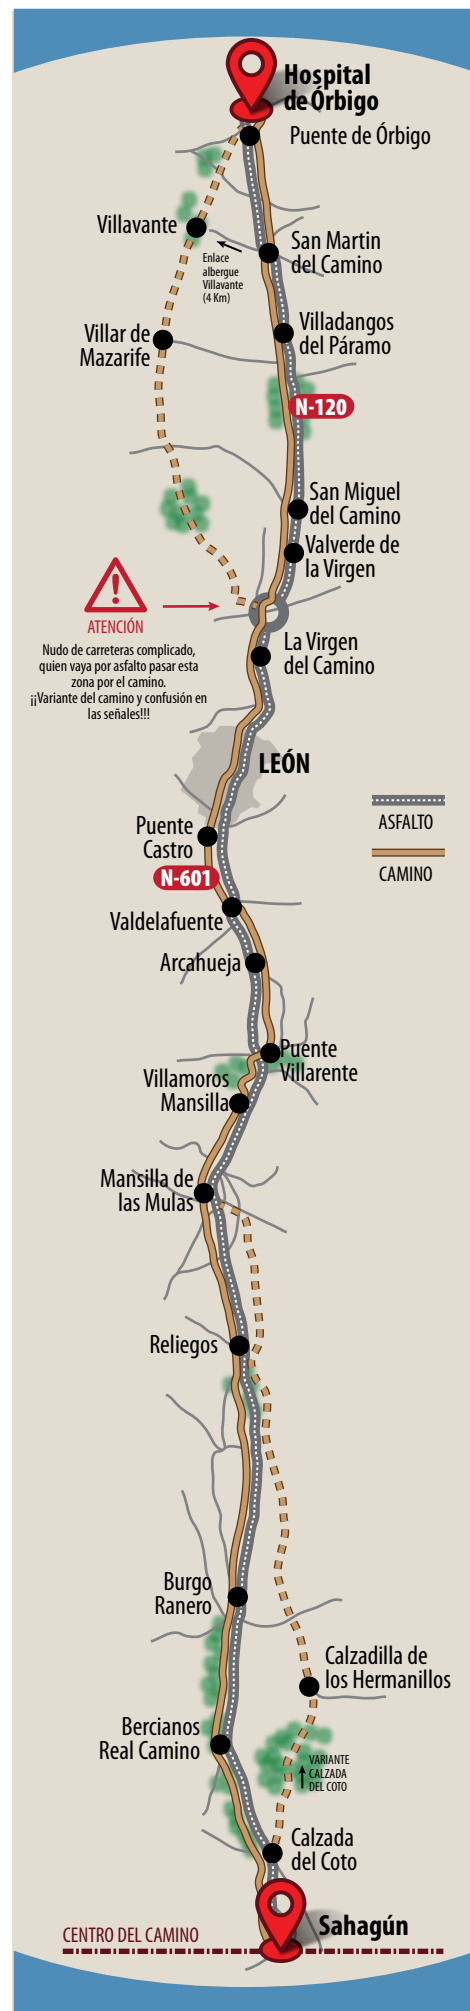 Hospital
de Órbigo
Puente de Órbigo
Villavante
Enlace
albergue
Villavante
(4 Km)
San Martin
del Camino
Villar de
Mazarife
Villadangos
del Páramo
N-120
San Miguel
del Camino
Valverde de
la Virgen
ATENCIÓN
Nudo de carreteras complicado,
quien vaya por asfalto pasar esta
zona por el camino.
¡¡Variante del camino y confusión en
las señales!!!
La Virgen
del Camino
LEÓN
ASFALTO
CAMINO
Puente
Castro
N-601
Valdelafuente
Arcahueja
Puente
Villarente
Villamoros
Mansilla
Mansilla de
las Mulas
Reliegos
Burgo
Ranero
Calzadilla de
los Hermanillos
Bercianos
Real Camino
VARIANTE
CALZADA
DEL COTO
Calzada
del Coto
Sahagún
CENTRO DEL CAMINO